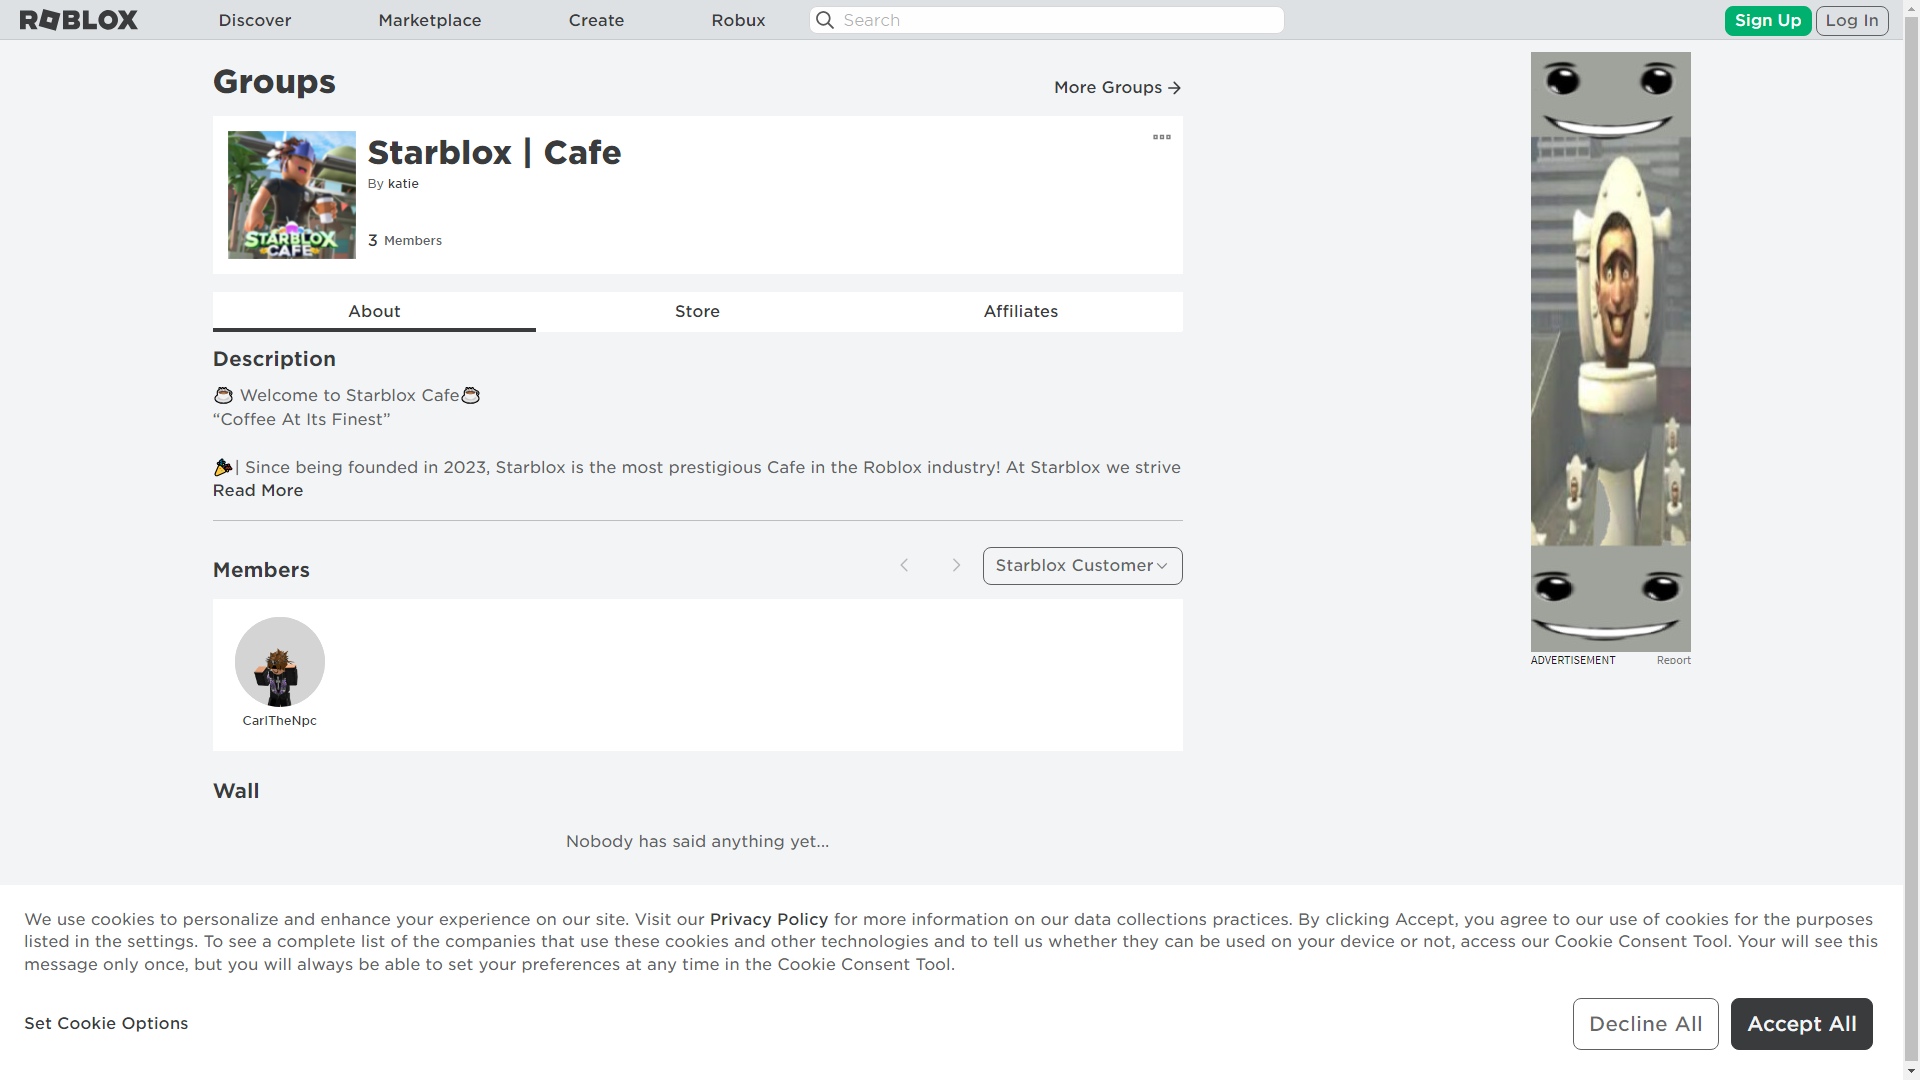 ROBLOX
Discover
Marketplace
Create
Robux
Search
Sign Up
Log In
Groups
More Groups
Starblox | Cafe
By katie
3 Members
STARBLOX
CAFE
About
Store
Affiliates
Description
☕ Welcome to Starblox Cafe☕
“Coffee At Its Finest”
🎉| Since being founded in 2023, Starblox is the most prestigious Cafe in the Roblox industry! At Starblox we strive
Read More
Members
Starblox Customer
CarlTheNpc
Wall
Nobody has said anything yet...
ADVERTISEMENT
Report
We use cookies to personalize and enhance your experience on our site. Visit our Privacy Policy for more information on our data collections practices. By clicking Accept, you agree to our use of cookies for the purposes
listed in the settings. To see a complete list of the companies that use these cookies and other technologies and to tell us whether they can be used on your device or not, access our Cookie Consent Tool. Your will see this
message only once, but you will always be able to set your preferences at any time in the Cookie Consent Tool.
Set Cookie Options
Decline All
Accept All